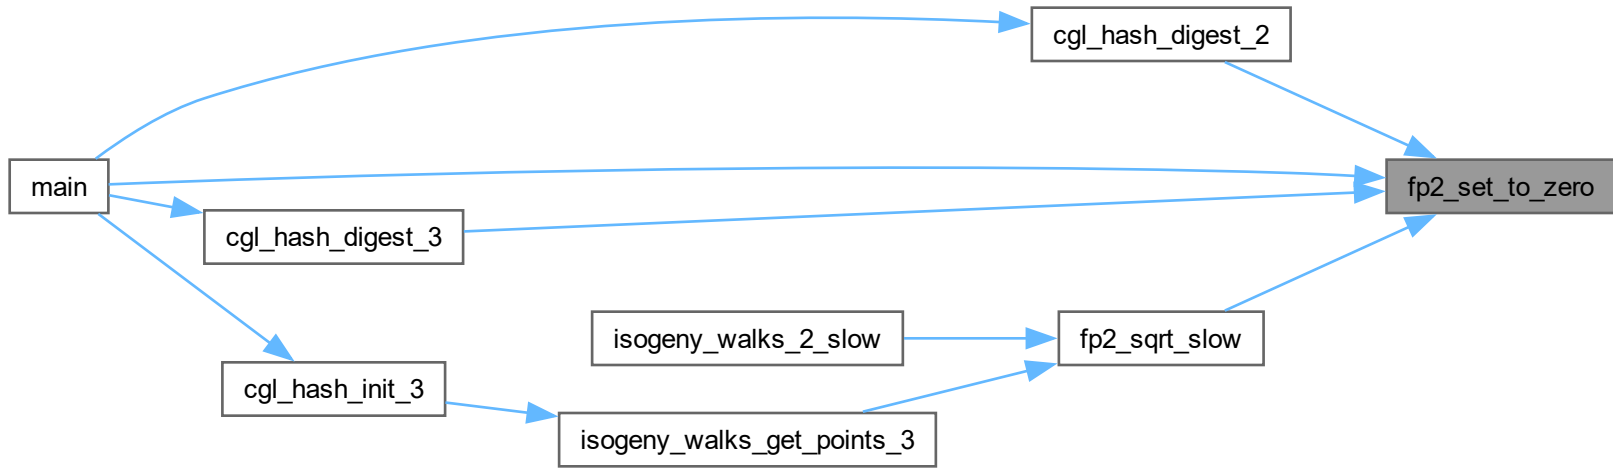 cgl_hash_digest_2
main
fp2_set_to_zero
cgl_hash_digest_3
isogeny_walks_2_slow
fp2_sqrt_slow
cgl_hash_init_3
isogeny_walks_get_points_3